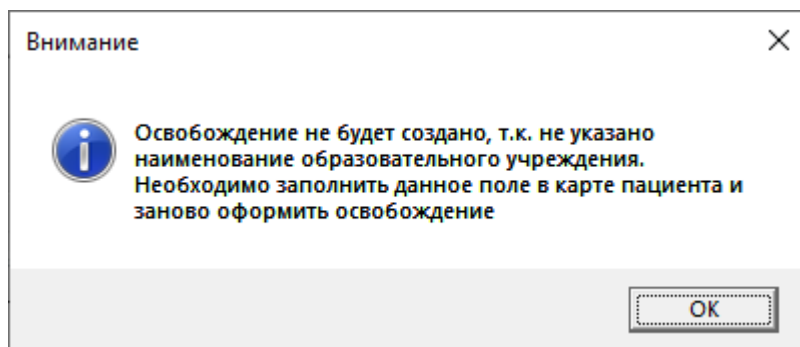 Внимание
Освобождение не будет создано, т.к. не указано
наименование образовательного учреждения.
Необходимо заполнить данное поле в карте пациента и
заново оформить освобождение
ОК